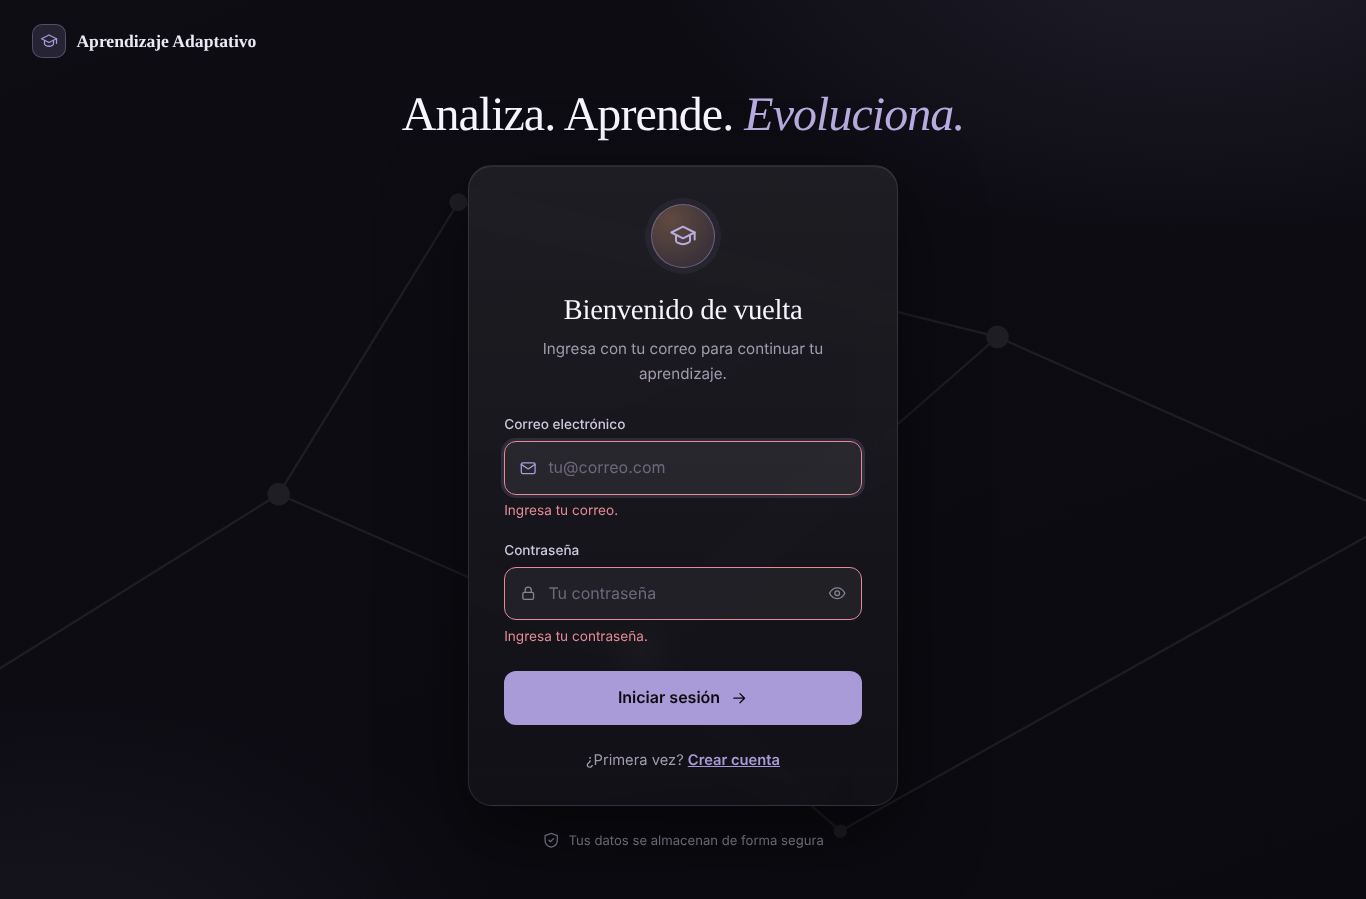 Aprendizaje Adaptativo
Analiza. Aprende. Evoluciona.
Bienvenido de vuelta
Ingresa con tu correo para continuar tu
aprendizaje.
Correo electrónico
tu@correo.com
Ingresa tu correo.
Contraseña
Tu contraseña
Ingresa tu contraseña.
Iniciar sesión →
¿Primera vez? Crear cuenta
Tus datos se almacenan de forma segura